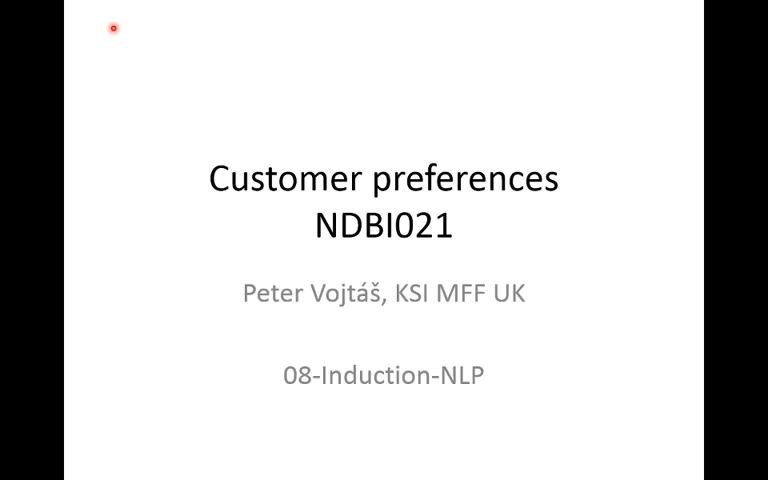 Customer preferences
NDBI021
Peter Vojtáš, KSI MFF UK
08-Induction-NLP